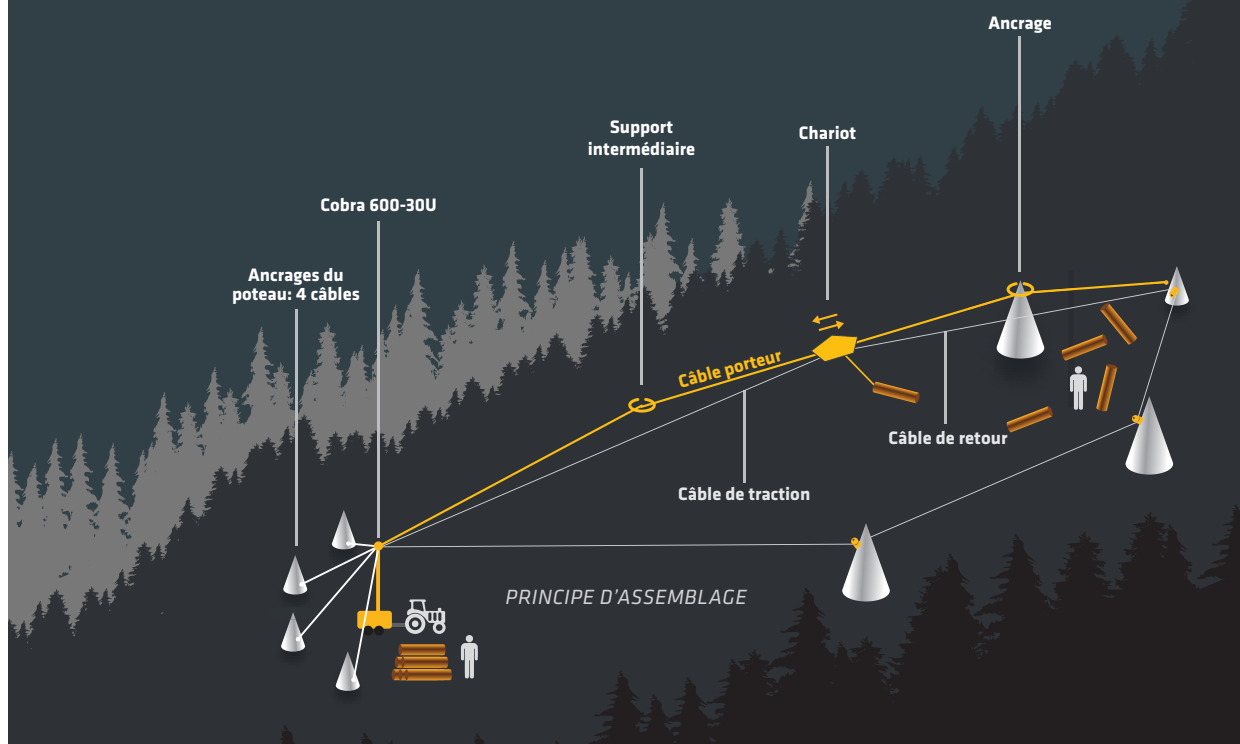 Ancrage
Support
intermédiaire
Chariot
Cobra 600-30U
Ancrages du
poteau: 4 câbles
Câble porteur
Câble de retour
Câble de traction
PRINCIPE D'ASSEMBLAGE